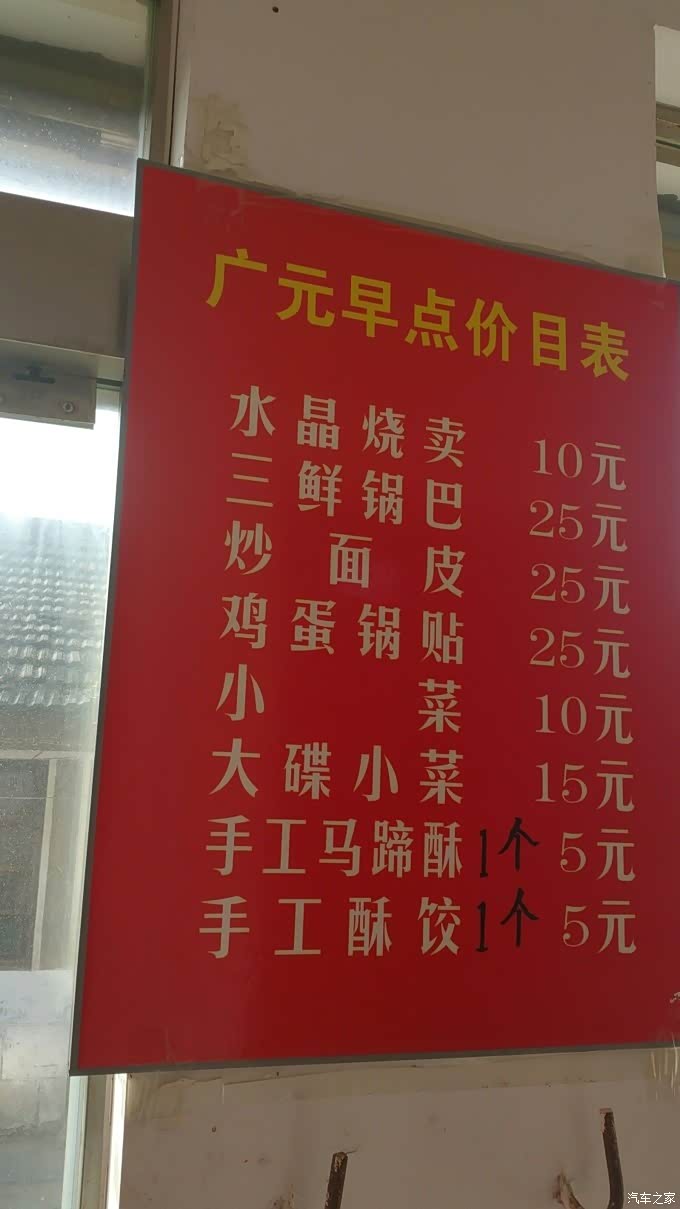 广元早点价目表
水晶烧卖 10元
三鲜锅巴 25元
炒面皮 25元
鸡蛋锅贴 25元
小菜 10元
大碟小菜 15元
手工马蹄酥1个 5元
手工酥饺1个 5元
汽车之家